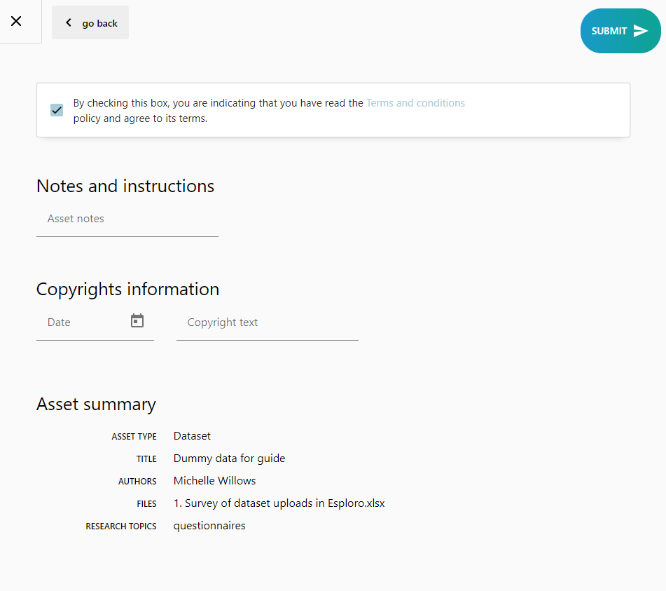 go back
SUBMIT
By checking this box, you are indicating that you have read the Terms and conditions
policy and agree to its terms.
Notes and instructions
Asset notes
Copyrights information
Date
Copyright text
Asset summary
ASSET TYPE Dataset
TITLE Dummy data for guide
AUTHORS Michelle Willows
FILES 1. Survey of dataset uploads in Esploro.xlsx
RESEARCH TOPICS questionnaires